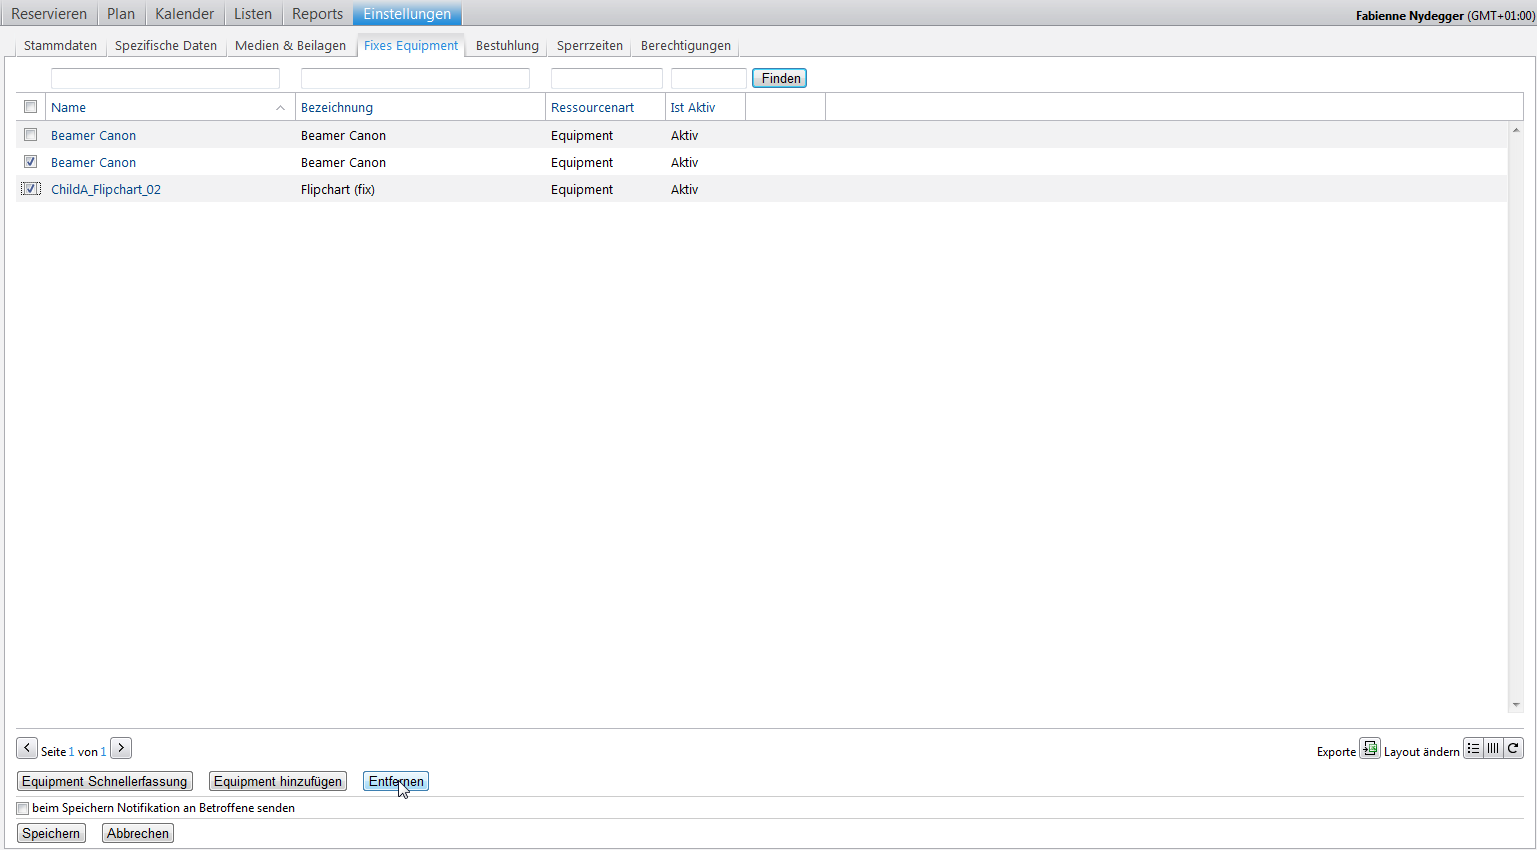 Reservieren Plan Kalender Listen Reports Einstellungen Fabienne Nydegger (GMT+01:00)
Stammdaten Spezifische Daten Medien & Beilagen Fixes Equipment Bestuhlung Sperrzeiten Berechtigungen
Finden
Name Bezeichnung Ressourcenart Ist Aktiv
Beamer Canon Beamer Canon Equipment Aktiv
Beamer Canon Beamer Canon Equipment Aktiv
ChildA_Flipchart_02 Flipchart (fix) Equipment Aktiv
Seite 1 von 1 Exporte Layout ändern
Equipment Schnellerfassung Equipment hinzufügen Entfernen
beim Speichern Notifikation an Betroffene senden
Speichern Abbrechen